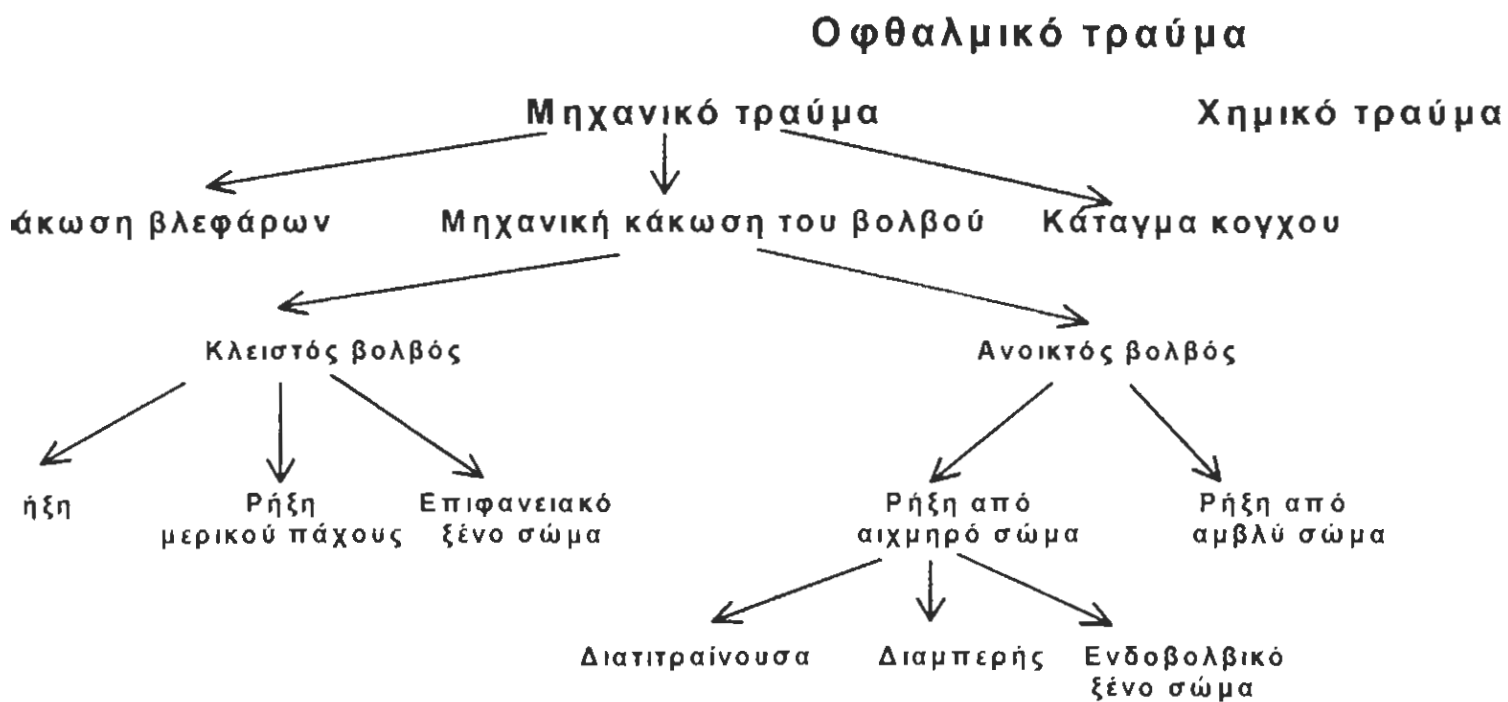 Οφθαλμικό τραύμα
Μηχανικό τραύμα Χημικό τραύμα
άκωση βλεφάρων Μηχανική κάκωση του βολβού Κάταγμα κογχου
Κλειστός βολβός Ανοικτός βολβός
ήξη Ρήξη Επιφανειακό Ρήξη από Ρήξη από
μερικού πάχους ξένο σώμα αιχμηρό σώμα αμβλύ σώμα
Διατιτραίνουσα Διαμπερής Ενδοβολβικό
ξένο σώμα